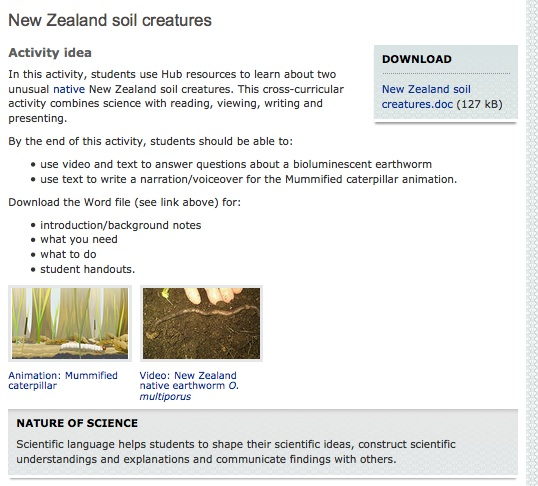 New Zealand soil creatures
Activity idea
In this activity, students use Hub resources to learn about two
unusual native New Zealand soil creatures. This cross-curricular
activity combines science with reading, viewing, writing and
presenting.
DOWNLOAD
New Zealand soil
creatures.doc (127 kB)
By the end of this activity, students should be able to:
• use video and text to answer questions about a bioluminescent earthworm
• use text to write a narration/voiceover for the Mummified caterpillar animation.
Download the Word file (see link above) for:
• introduction/background notes
• what you need
• what to do
• student handouts.
Animation: Mummified
caterpillar
Video: New Zealand
native earthworm O.
multiporus
NATURE OF SCIENCE
Scientific language helps students to shape their scientific ideas, construct scientific
understandings and explanations and communicate findings with others.